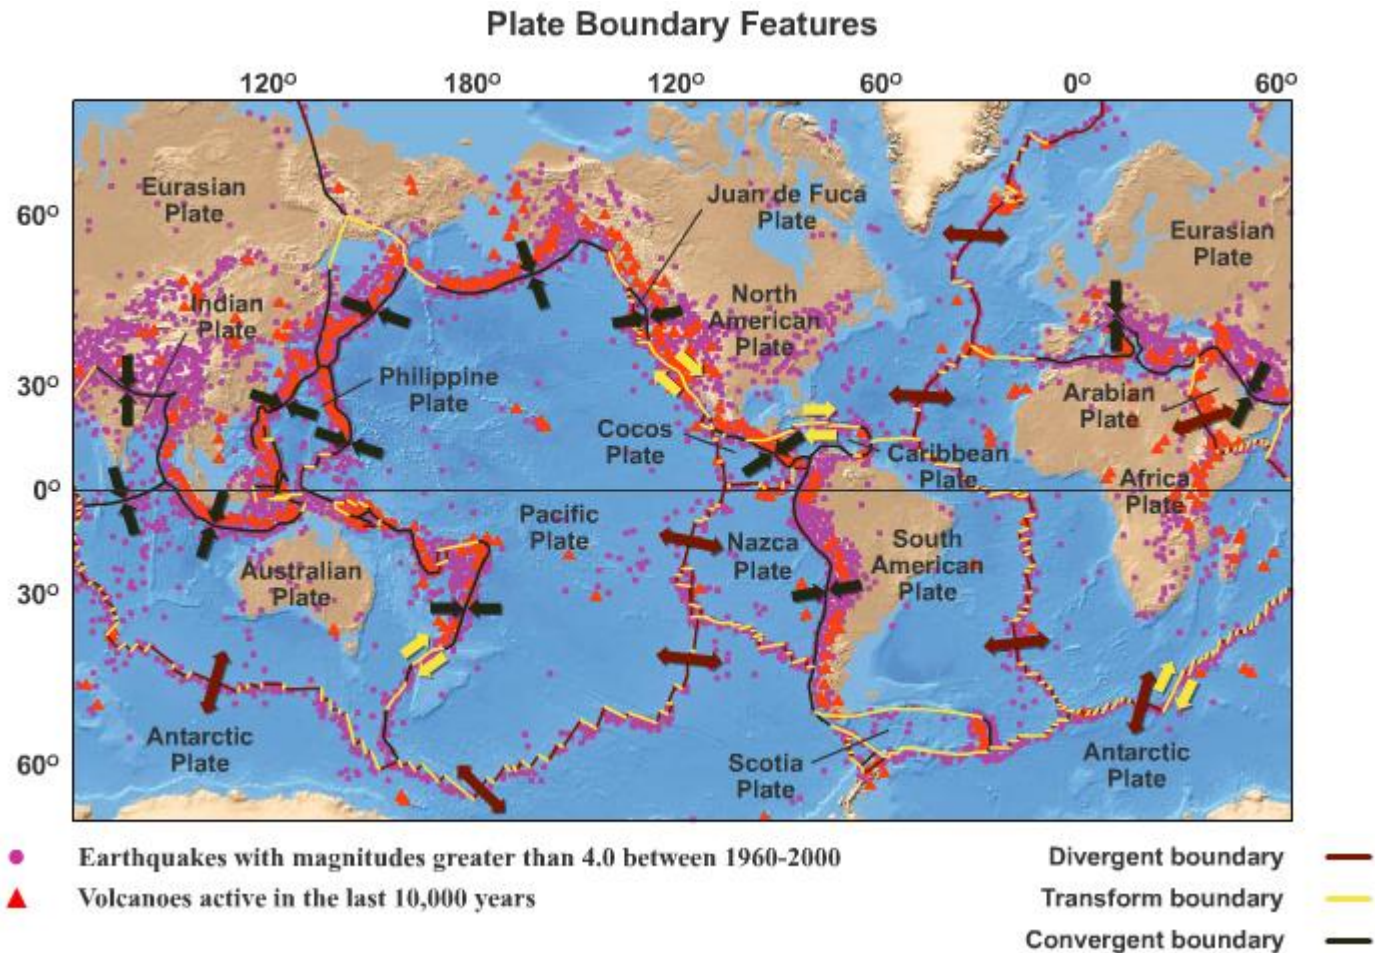 Plate Boundary Features
120°
180°
120°
60°
0°
60°
60°
30°
0°
30°
60°
Eurasian
Plate
Juan de Fuca
Plate
Eurasian
Plate
Indian
Plate
North
American
Plate
Philippine
Plate
Arabian
Plate
Cocos
Plate
Caribbean
Plate
Africa
Plate
Pacific
Plate
Nazca
Plate
South
American
Plate
Australian
Plate
Antarctic
Plate
Scotia
Plate
Antarctic
Plate
Earthquakes with magnitudes greater than 4.0 between 1960-2000
Volcanoes active in the last 10,000 years
Divergent boundary
Transform boundary
Convergent boundary